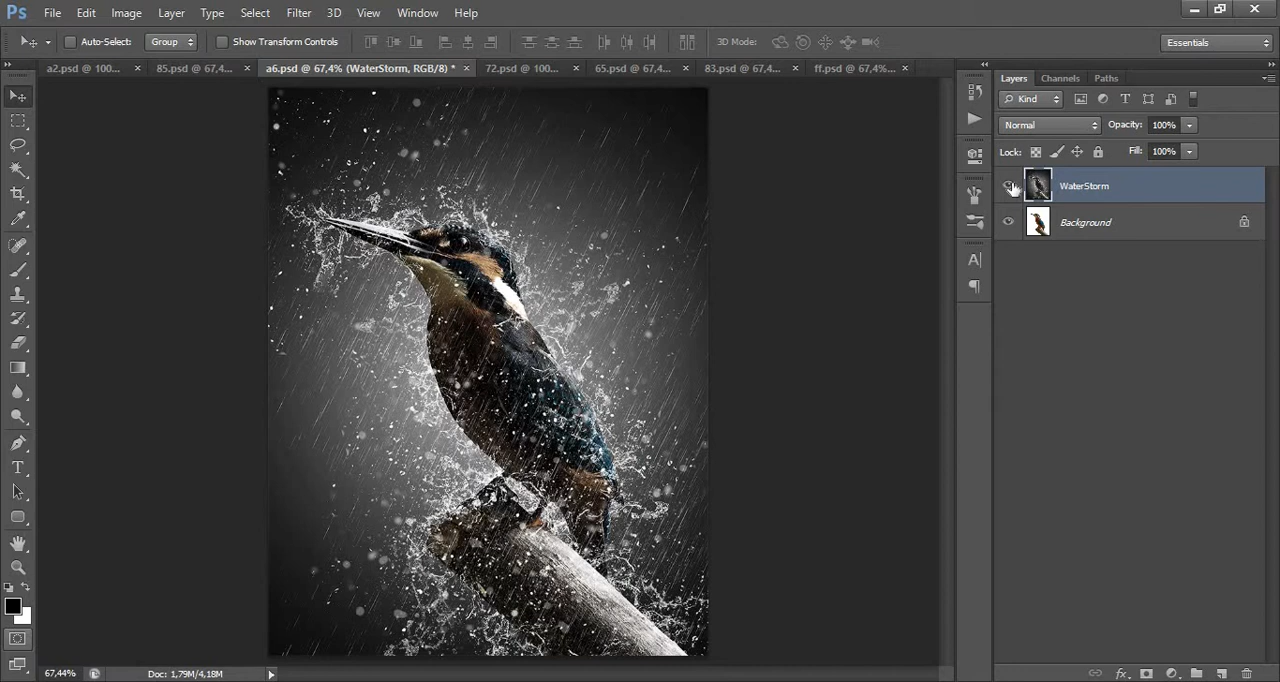 Ps File Edit Image Layer Type Select Filter 3D View Window Help
Auto-Select: Group Show Transform Controls 3D Mode: Essentials
a2.psd @ 100... × 85.psd @ 67,4... × a6.psd @ 67,4% (WaterStorm, RGB/8) * × 72.psd @ 100... × 65.psd @ 67,4... × 83.psd @ 67,4... × ff.psd @ 67,4%... ×
Layers Channels Paths
Kind
Normal Opacity: 100%
Lock: Fill: 100%
WaterStorm
Background
67,44% Doc: 1,79M/4,18M